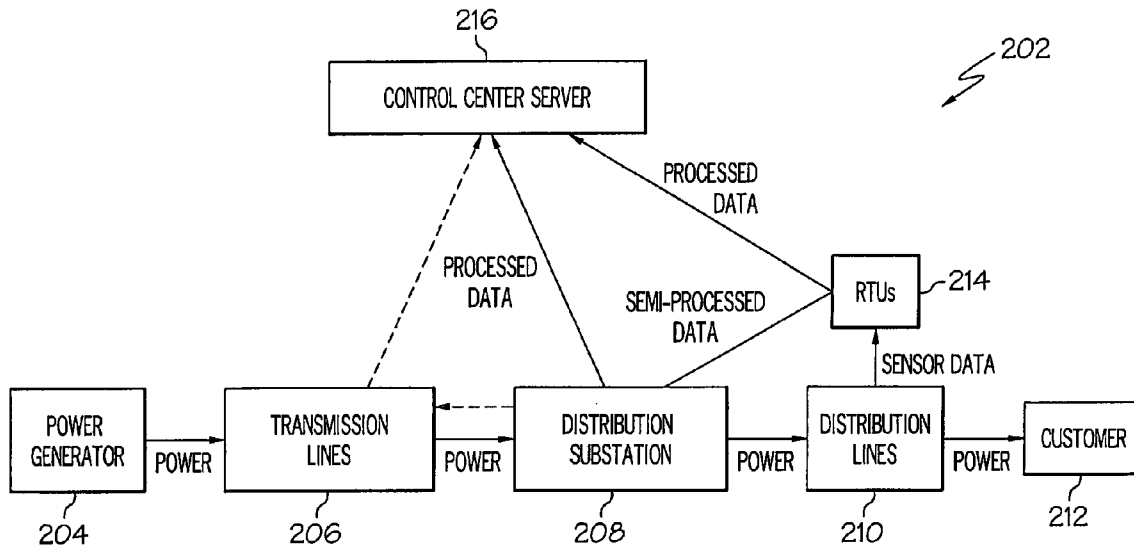 216
CONTROL CENTER SERVER
202
PROCESSED
DATA
PROCESSED
DATA
SEMI-PROCESSED
DATA
RTUs
214
SENSOR DATA
POWER
GENERATOR
POWER
TRANSMISSION
LINES
POWER
DISTRIBUTION
SUBSTATION
POWER
DISTRIBUTION
LINES
POWER
CUSTOMER
204
206
208
210
212